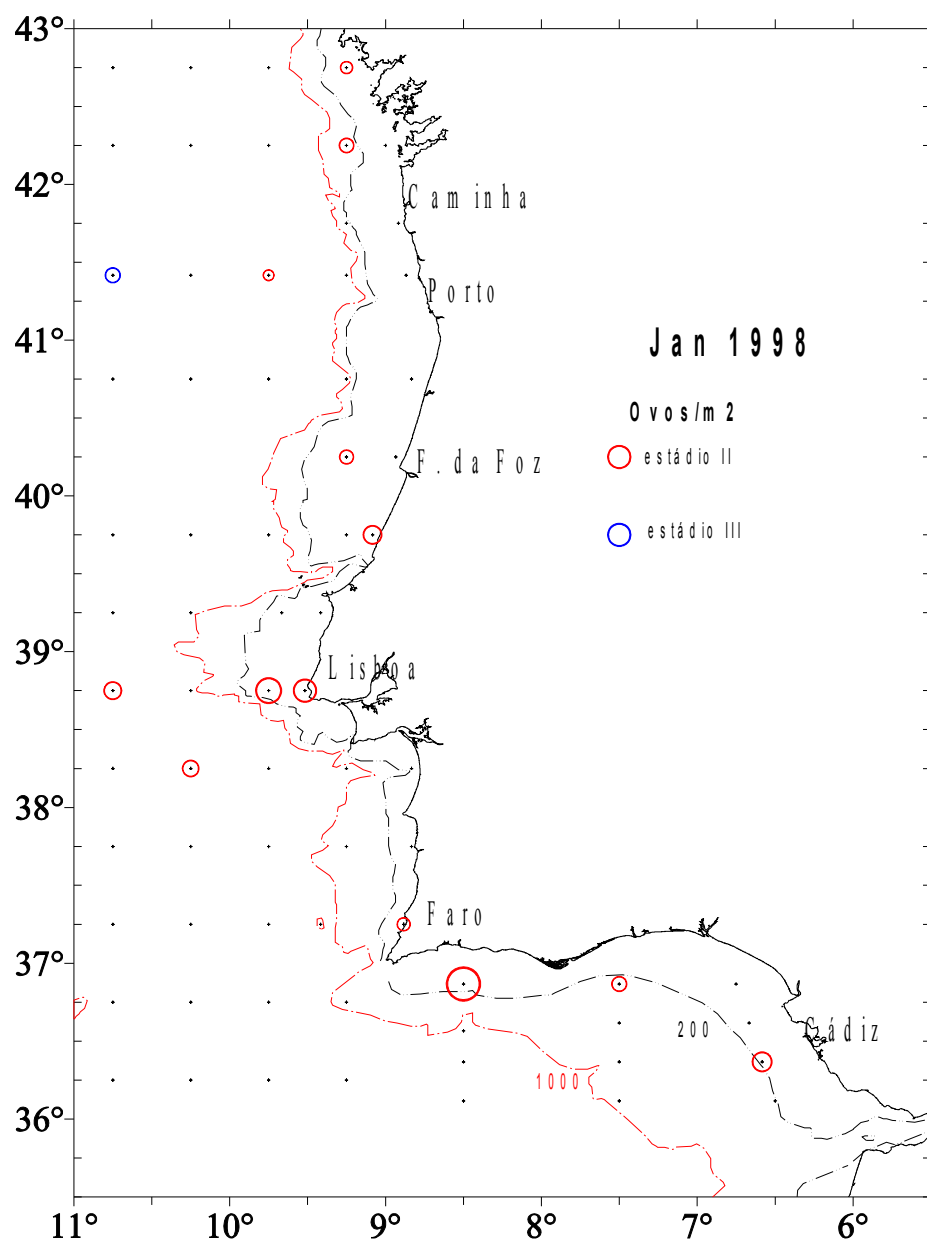 43°
42°
Caminha
Porto
41°
Jan 1998
Ovos/m2
estádio II
F. da Foz
40°
estádio III
39°
Lisboa
38°
Faro
37°
200
Cádiz
1000
36°
11° 10° 9° 8° 7° 6°